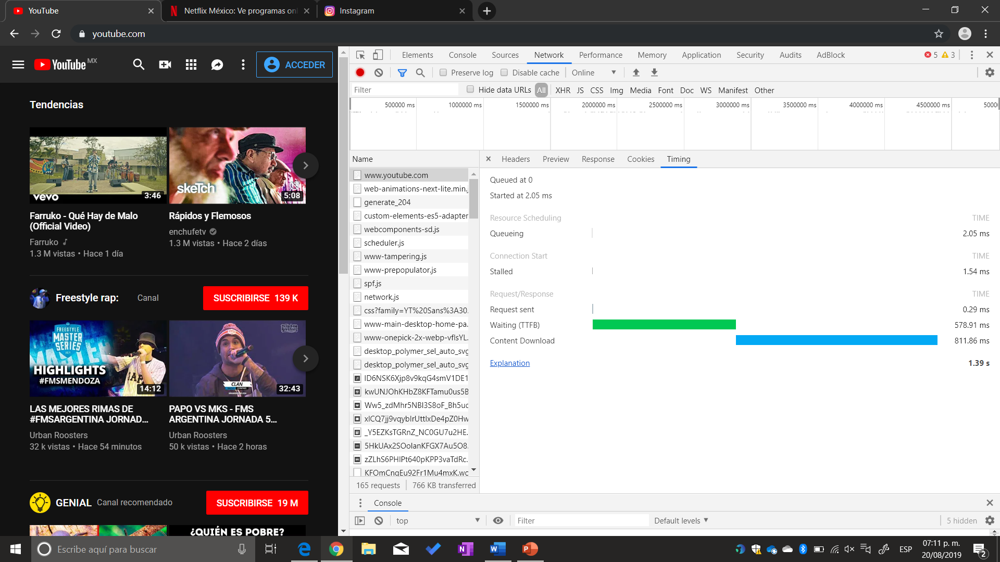 YouTube
Netflix México: Ve programas onl
Instagram
youtube.com
YouTube MX
ACCEDER
Tendencias
vevo
3:46
skeTch
5:08
Farruko - Qué Hay de Malo
(Official Video)
Farruko
1.3 M vistas • Hace 1 día
Rápidos y Flemosos
enchufetv
1.3 M vistas • Hace 2 días
Freestyle rap:
Canal
SUSCRIBIRSE 139 K
FREESTYLE
MASTER
SERIES
HIGHLIGHTS
#FMSMENDOZA
14:12
CLAN
32:43
LAS MEJORES RIMAS DE
#FMSARGENTINA JORNAD...
Urban Roosters
32 k vistas • Hace 54 minutos
PAPO VS MKS - FMS
ARGENTINA JORNADA 5...
Urban Roosters
50 k vistas • Hace 2 horas
GENIAL
Canal recomendado
SUSCRIBIRSE 19 M
¿QUIÉN ES POBRE?
Elements
Console
Sources
Network
Performance
Memory
Application
Security
Audits
AdBlock
5
3
Preserve log
Disable cache
Online
Filter
Hide data URLs
All
XHR
JS
CSS
Img
Media
Font
Doc
WS
Manifest
Other
500000 ms
1000000 ms
1500000 ms
2000000 ms
2500000 ms
3000000 ms
3500000 ms
4000000 ms
4500000 ms
5000
Name
www.youtube.com
web-animations-next-lite.min.j
generate_204
custom-elements-es5-adapter
webcomponents-sd.js
scheduler.js
www-tampering.js
www-prepopulator.js
spf.js
network.js
css?family=YT%20Sans%3A30.
www-main-desktop-home-pa.
www-onepick-2x-webp-vflsYL.
desktop_polymer_sel_auto_svg
desktop_polymer_sel_auto_svg
ID6NSK6Xjp8v9kqG4smV1DE1
kwUNJOhKHbZ8KFTamu0us5B
Ww5_zdMhr5NBI3S8oF_Bh5uc
xlCQ7jj9vqybIrUttlxDe4pZ0Hw
_Y5EZKsTGRnZ_NC0GU7u2HE.
5HkUAx2SOolanKFGX7Au5O8.
zZLhS6PHIPt640pKPP3vaTdRc.
KFOmCnqEu92Fr1Mu4mxK.wo
165 requests
766 KB transferred
Headers
Preview
Response
Cookies
Timing
Queued at 0
Started at 2.05 ms
Resource Scheduling TIME
Queueing 2.05 ms
Connection Start TIME
Stalled 1.54 ms
Request/Response TIME
Request sent 0.29 ms
Waiting (TTFB) 578.91 ms
Content Download 811.86 ms
Explanation 1.39 s
Console
top
Filter
Default levels
5 hidden
Escribe aquí para buscar
ESP
07:11 p. m.
20/08/2019
2